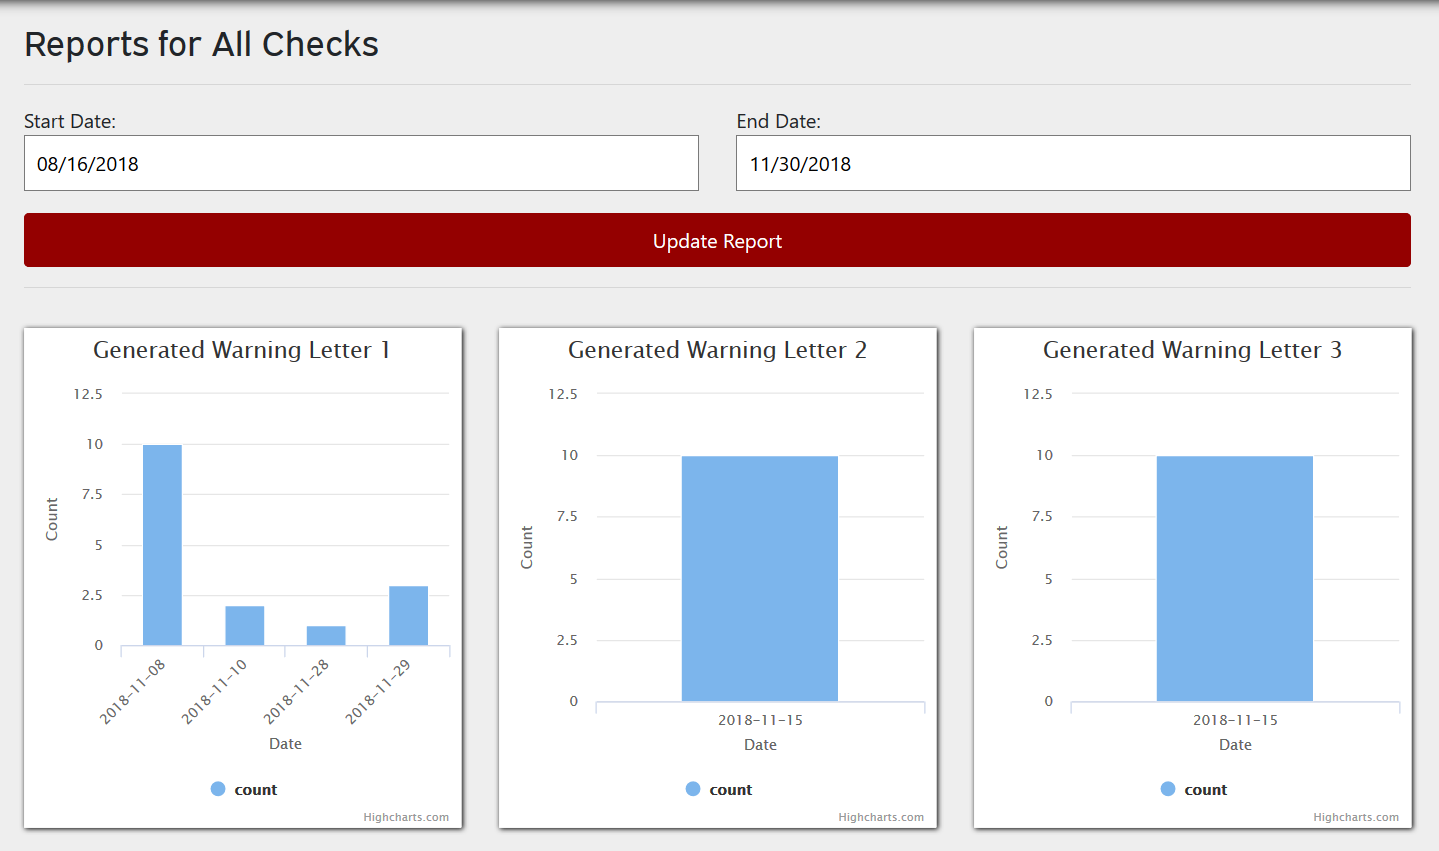 Reports for All Checks
Start Date:
End Date:
08/16/2018
11/30/2018
Update Report
Generated Warning Letter 1
12.5
10
7.5
5
2.5
0
Count
2018-11-08
2018-11-10
2018-11-28
2018-11-29
Date
count
Highcharts.com
Generated Warning Letter 2
12.5
10
7.5
5
2.5
0
Count
2018-11-15
Date
count
Highcharts.com
Generated Warning Letter 3
12.5
10
7.5
5
2.5
0
Count
2018-11-15
Date
count
Highcharts.com